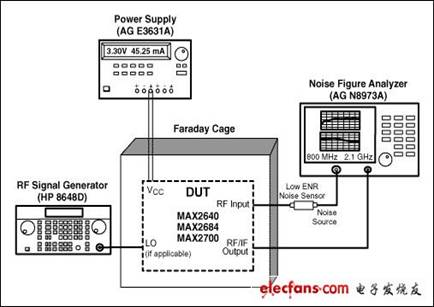 Power Supply
(AG E3631A)
3.30V 45.25 mA
Noise Figure Analyzer
(AG N8973A)
Faraday Cage
800 MHz 2.1 GHz
RF Signal Generator
(HP 8648D)
VCC
DUT
MAX2640
MAX2684
MAX2700
RF Input
Low ENR
Noise Sensor
Noise
Source
LO
(if applicable)
RF/IF
Output
elecfans.com 电子发烧友